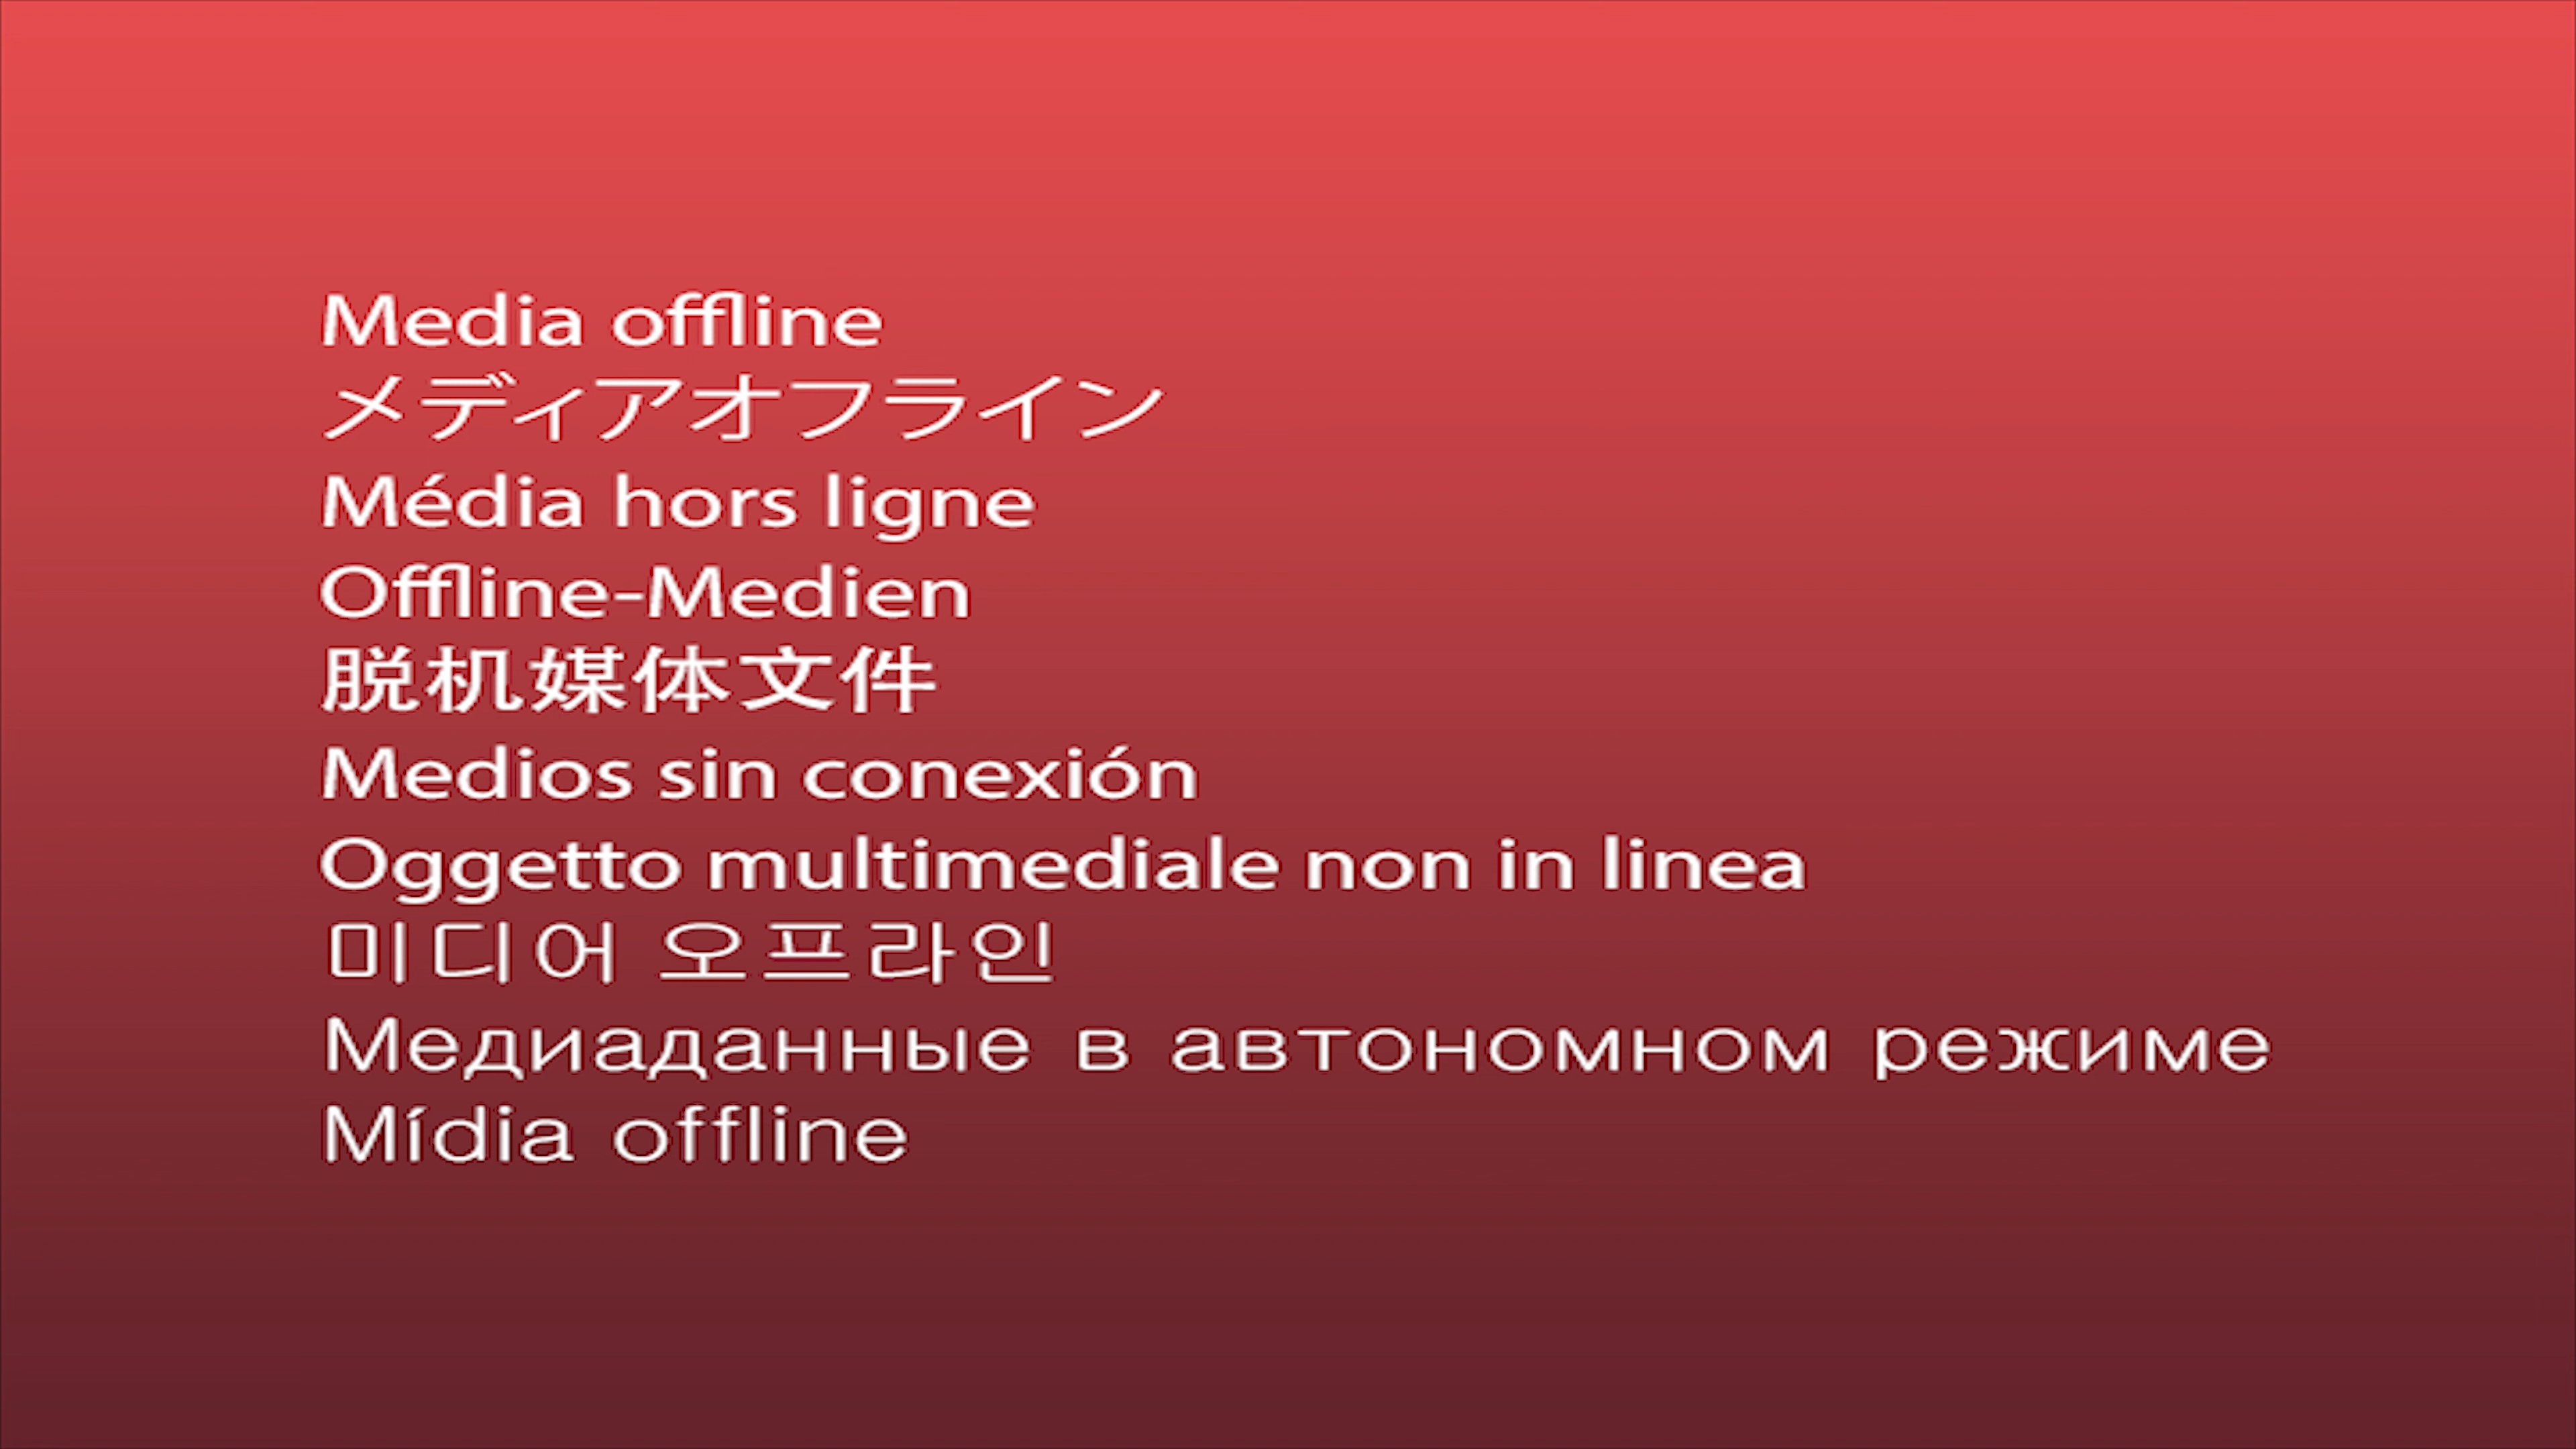 Media offline
メディアオフライン
Média hors ligne
Offline-Medien
脱机媒体文件
Medios sin conexión
Oggetto multimediale non in linea
미디어 오프라인
Медиаданные в автономном режиме
Mídia offline